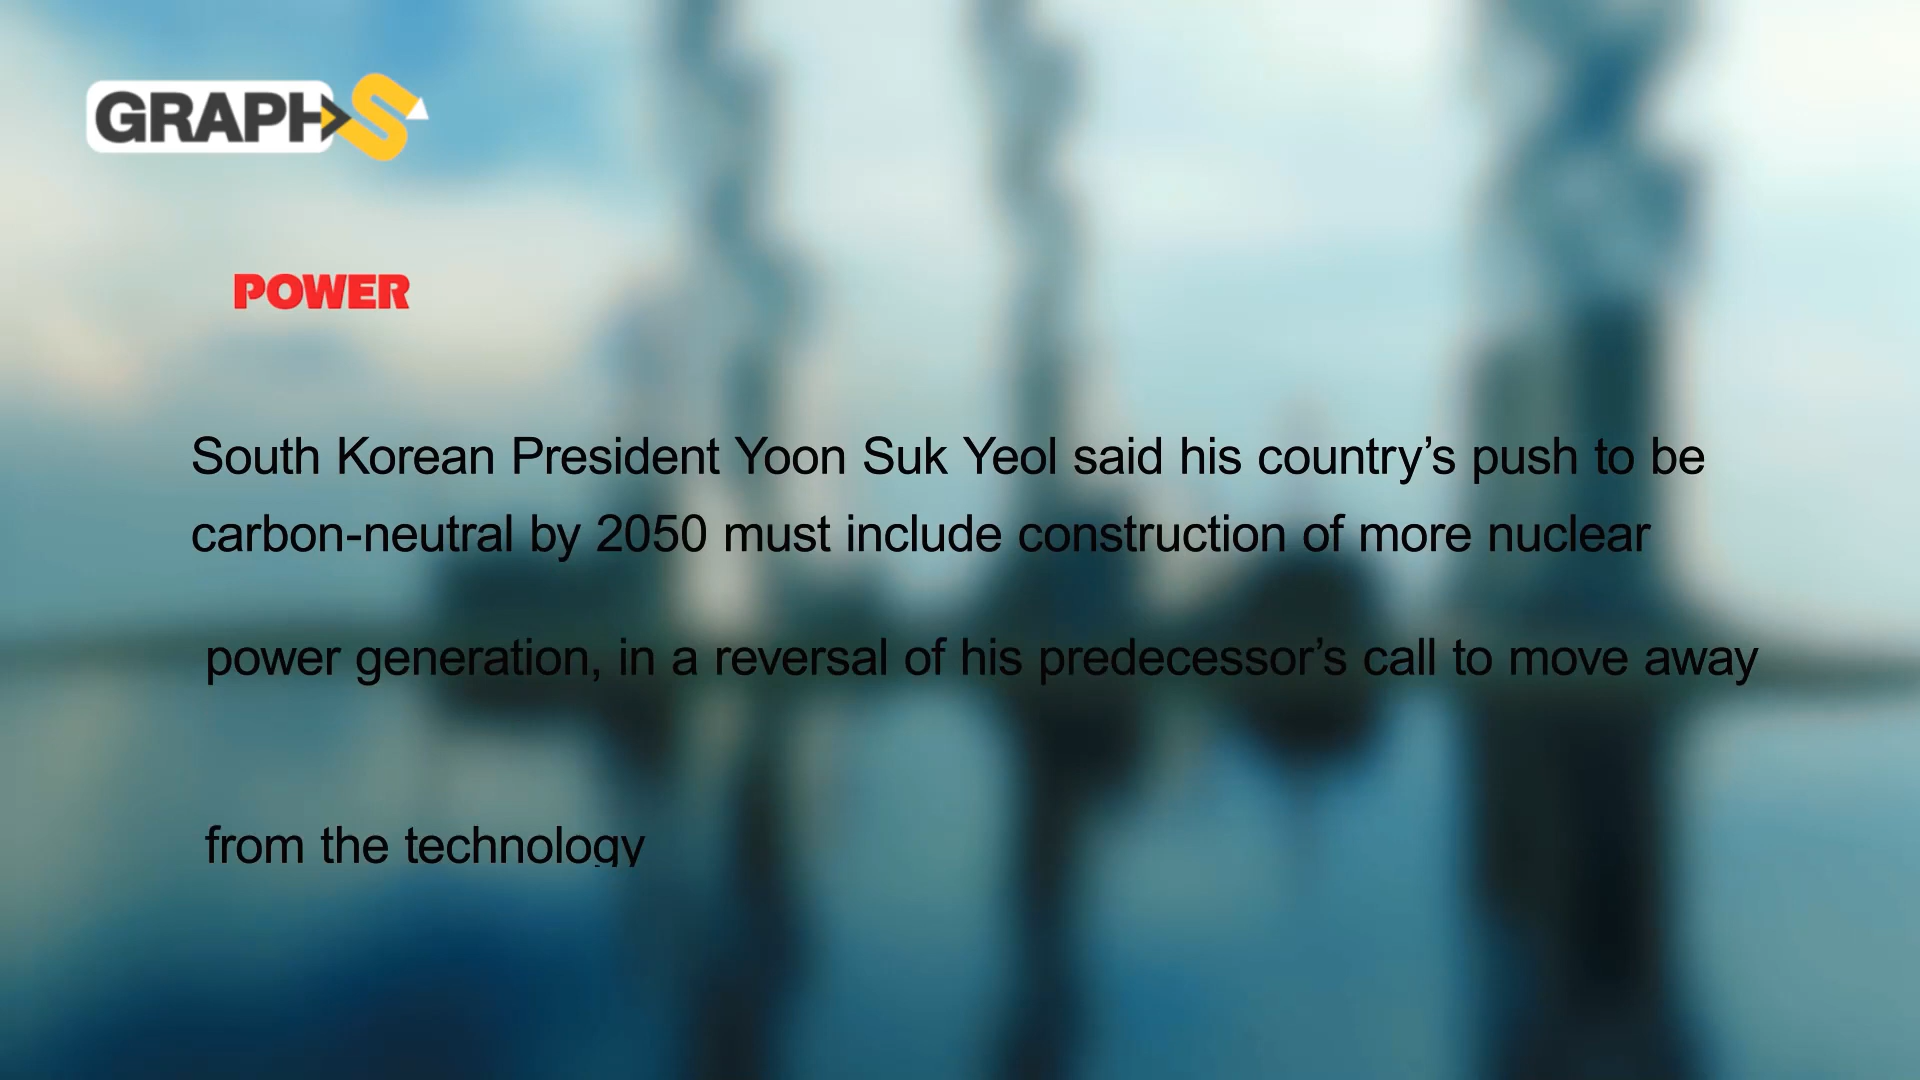 GRAPHS
POWER
South Korean President Yoon Suk Yeol said his country’s push to be
carbon-neutral by 2050 must include construction of more nuclear
power generation, in a reversal of his predecessor’s call to move away
from the technology